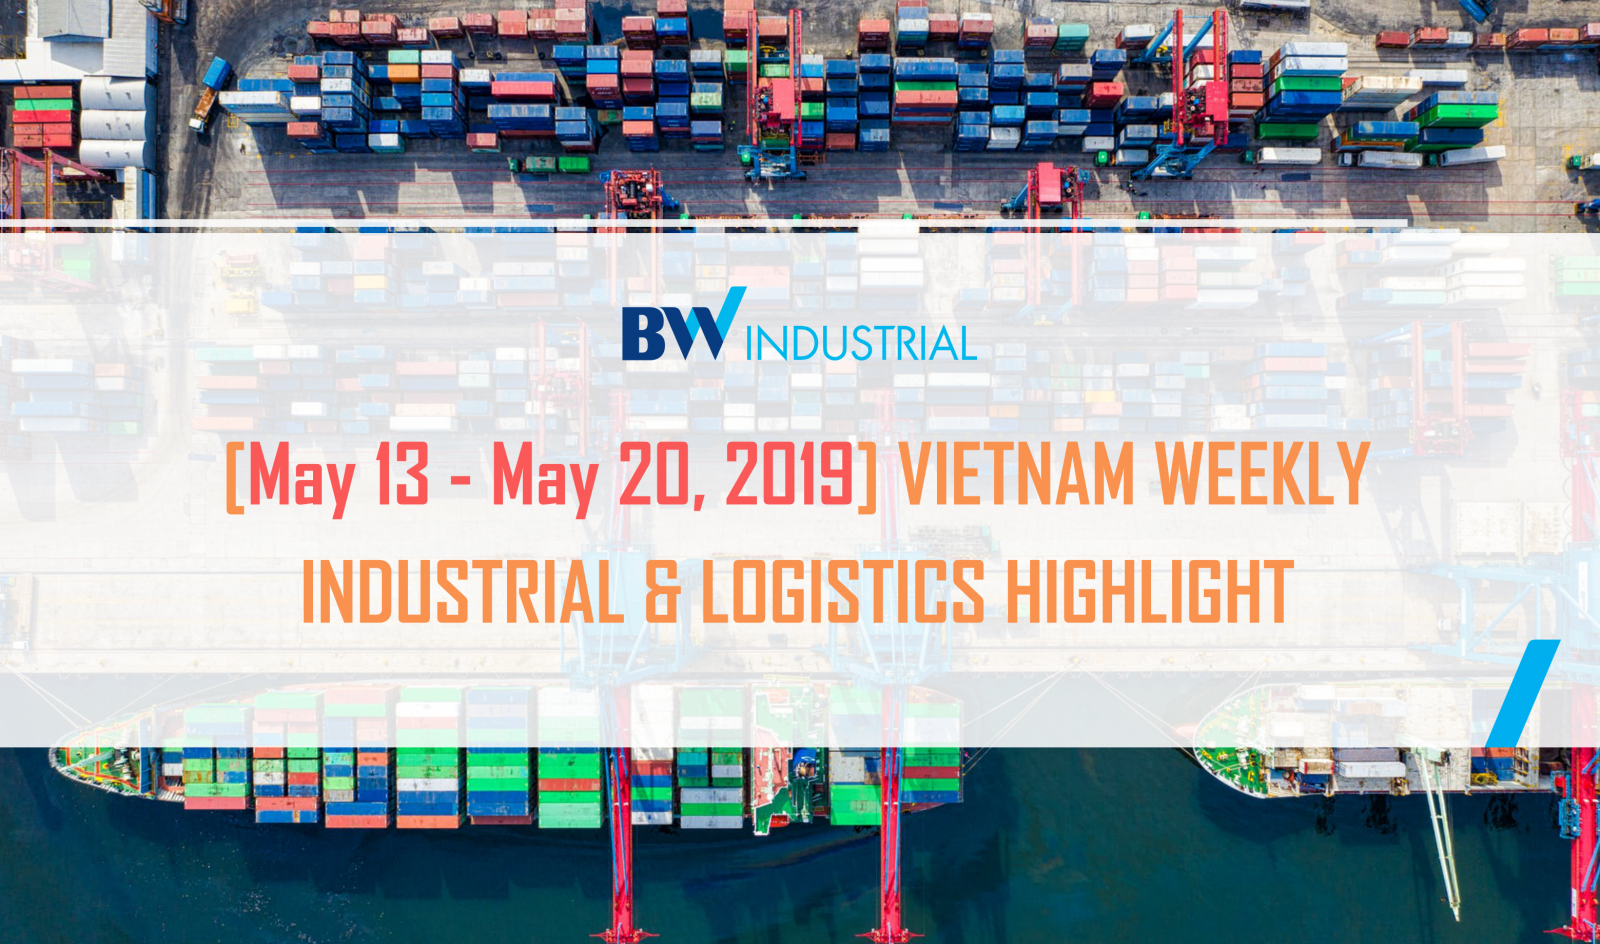 BW INDUSTRIAL
[May 13 - May 20, 2019] VIETNAM WEEKLY
INDUSTRIAL & LOGISTICS HIGHLIGHT